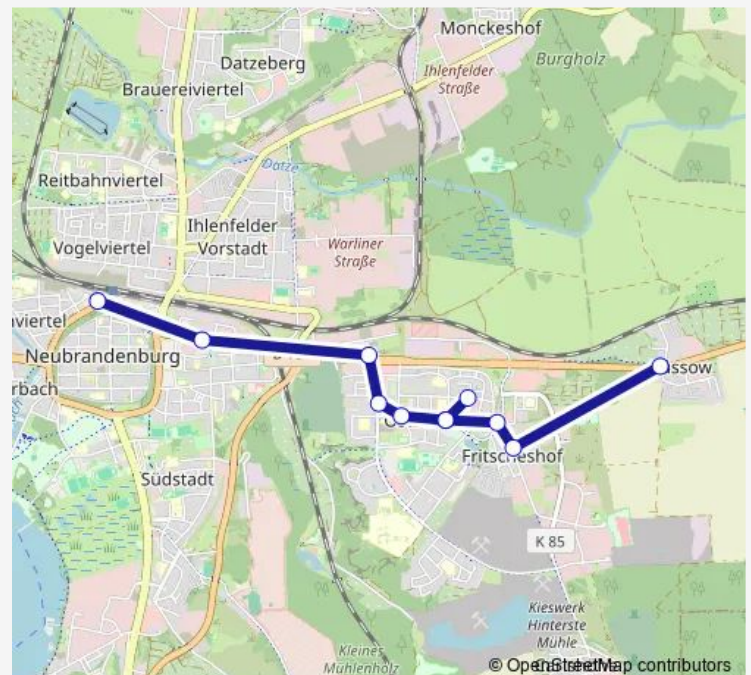 Monckeshof
Datzeberg
Burgholz
Ihlenfelder
Straße
Brauereiviertel
Datze
Reitbahnviertel
Ihlenfelder
Vorstadt
Vogelviertel
Warliner
Straße
viertel
Neubrandenburg
ssow
rbach
Fritscheshof
Südstadt
K 85
Kieswerk
Hinterste
Mühle
Kleines
Mühlenholz
© OpenStreetMap contributors